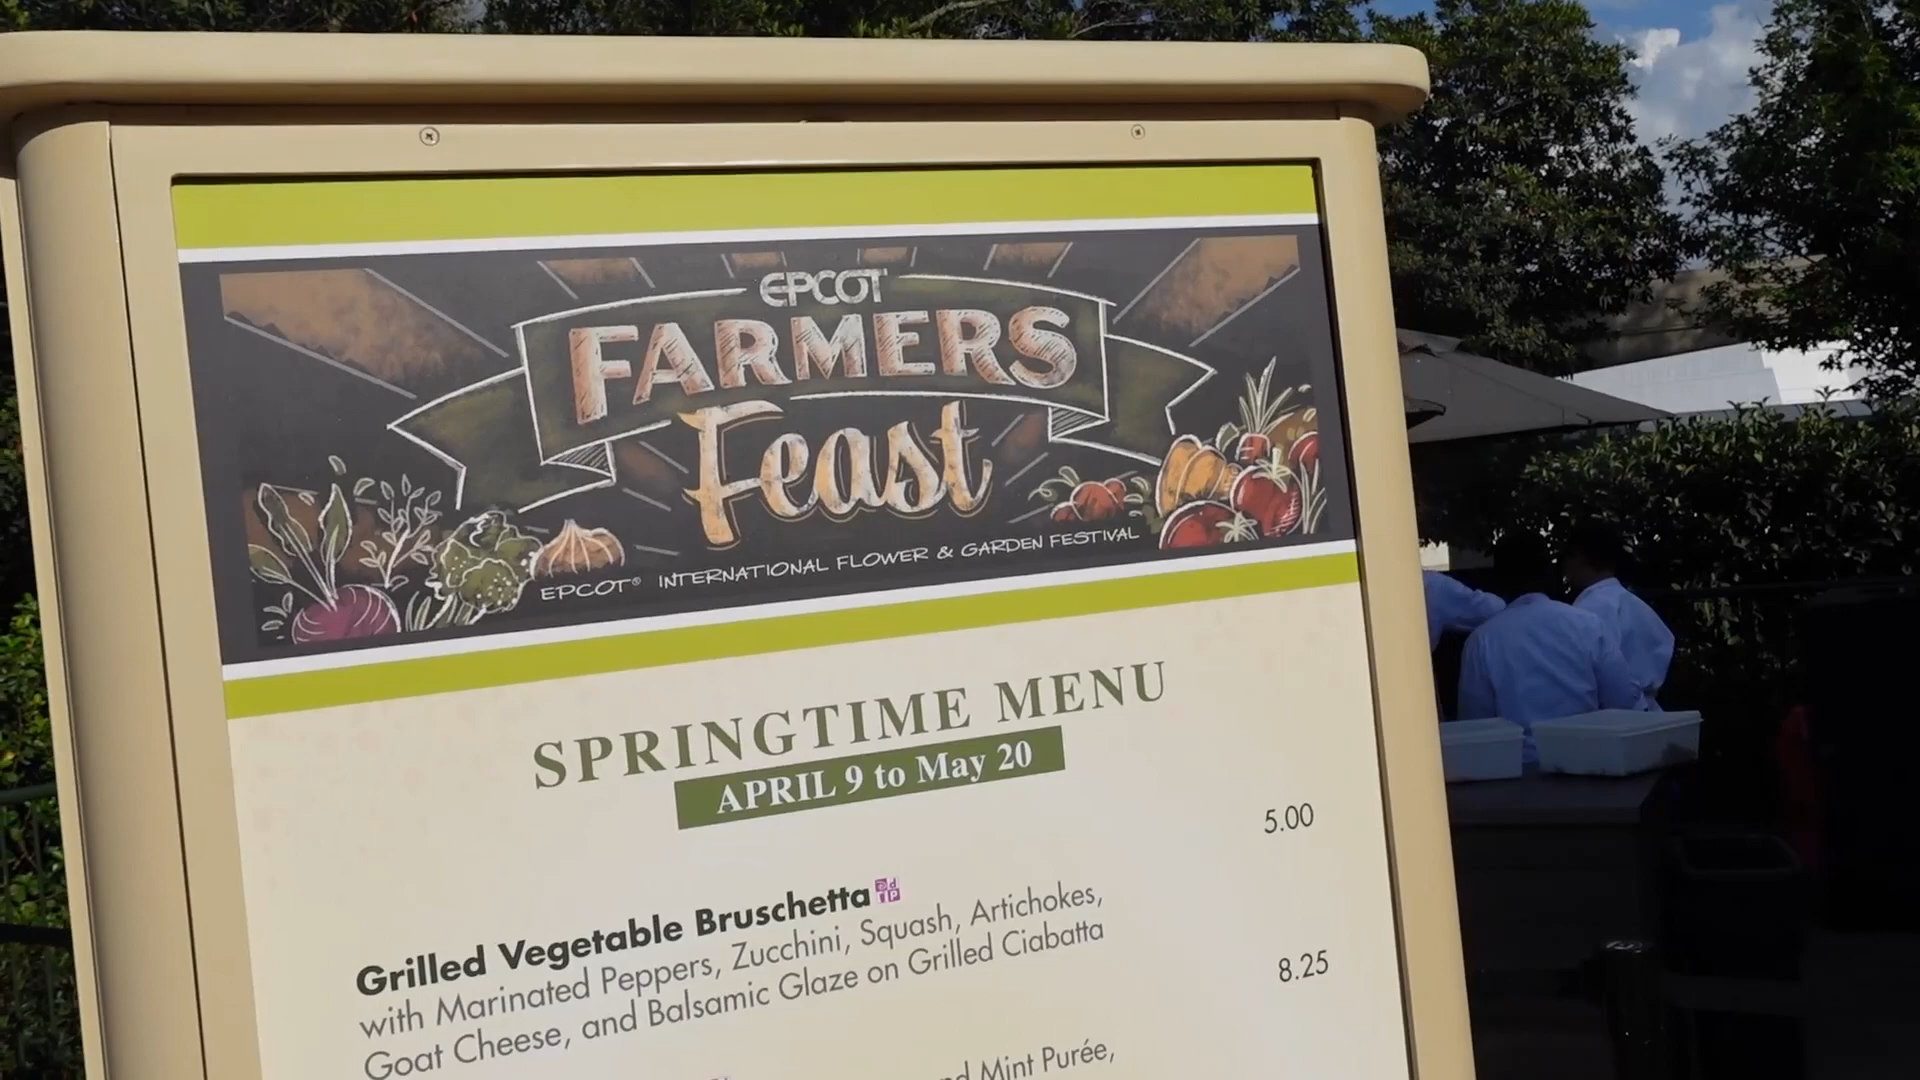 EPCOT
FARMERS
Feast
EPCOT® INTERNATIONAL FLOWER & GARDEN FESTIVAL
SPRINGTIME MENU
APRIL 9 to May 20
5.00
Grilled Vegetable Bruschetta
with Marinated Peppers, Zucchini, Squash, Artichokes,
Goat Cheese, and Balsamic Glaze on Grilled Ciabatta
8.25
Mint Purée,